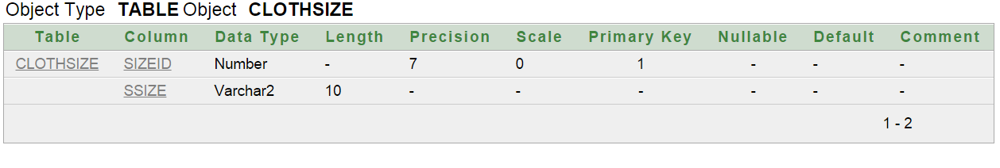 Object Type TABLE Object CLOTHSIZE
Table Column Data Type Length Precision Scale Primary Key Nullable Default Comment
CLOTHSIZE SIZEID Number - 7 0 1 - - -
SSIZE Varchar2 10 - - - - - -
1 - 2